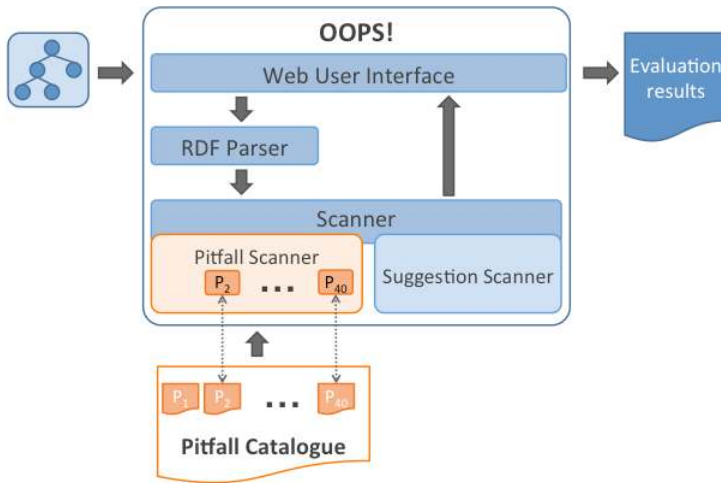 OOPS!
Web User Interface
Evaluation
results
RDF Parser
Scanner
Pitfall Scanner
P2 ... P40
Suggestion Scanner
P1 P2 ... P40
Pitfall Catalogue